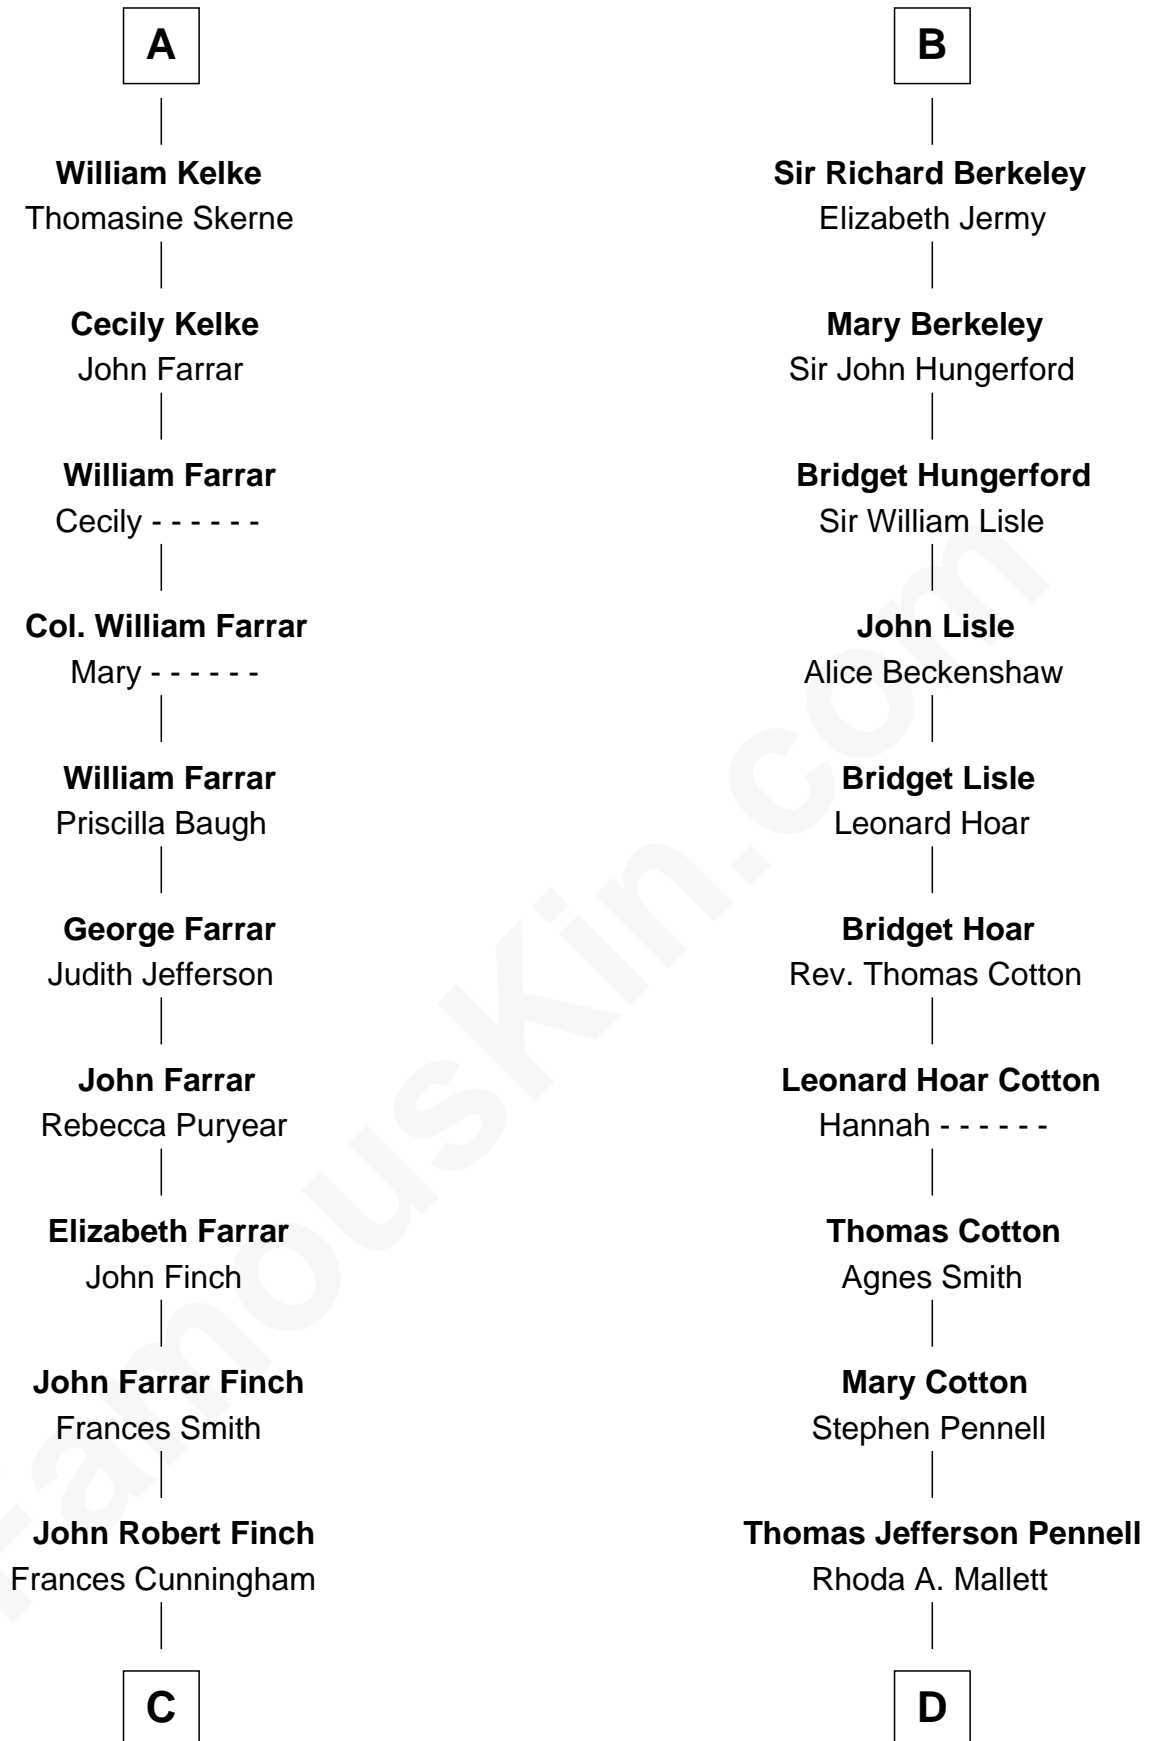 A
William Kelke
Thomasine Skerne
Cecily Kelke
John Farrar
William Farrar
Cecily - - - - - -
Col. William Farrar
Mary - - - - - -
William Farrar
Priscilla Baugh
George Farrar
Judith Jefferson
John Farrar
Rebecca Puryear
Elizabeth Farrar
John Finch
John Farrar Finch
Frances Smith
John Robert Finch
Frances Cunningham
C
B
Sir Richard Berkeley
Elizabeth Jermy
Mary Berkeley
Sir John Hungerford
Bridget Hungerford
Sir William Lisle
John Lisle
Alice Beckenshaw
Bridget Lisle
Leonard Hoar
Bridget Hoar
Rev. Thomas Cotton
Leonard Hoar Cotton
Hannah - - - - - -
Thomas Cotton
Agnes Smith
Mary Cotton
Stephen Pennell
Thomas Jefferson Pennell
Rhoda A. Mallett
D
FamousKin.com